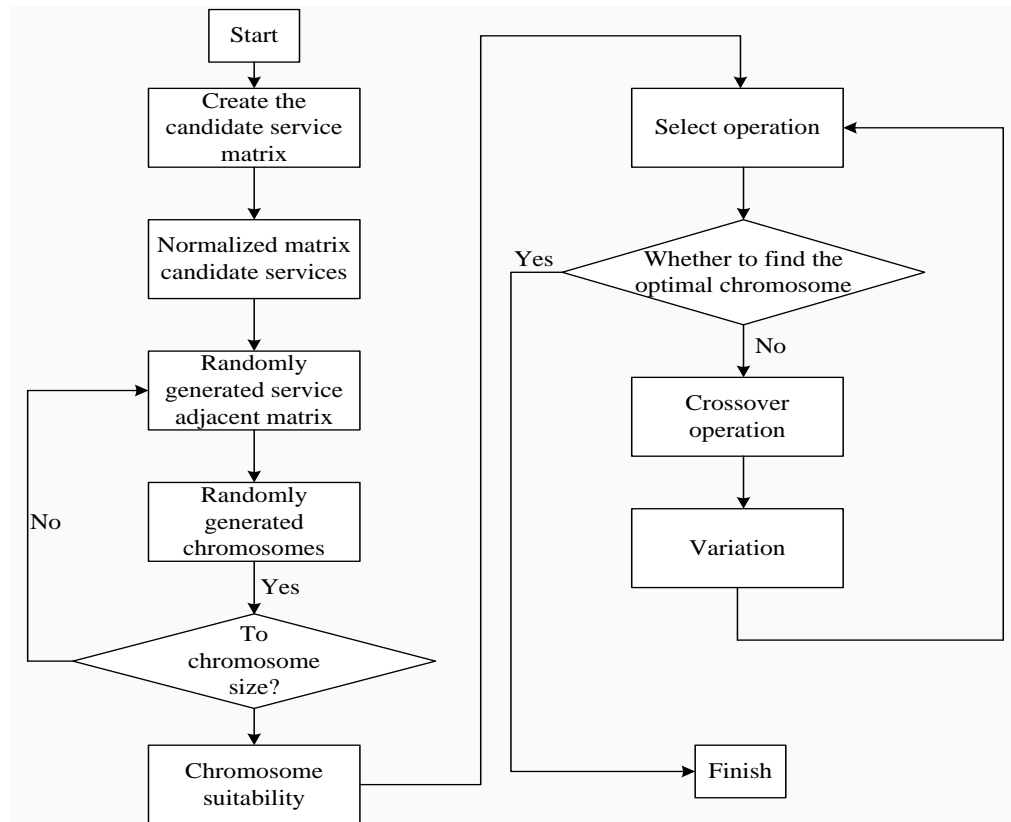 Start
Create the
candidate service
matrix
Normalized matrix
candidate services
Randomly
generated service
adjacent matrix
No
Randomly
generated
chromosomes
Yes
To
chromosome
size?
Chromosome
suitability
Select operation
Yes
Whether to find the
optimal chromosome
No
Crossover
operation
Variation
Finish